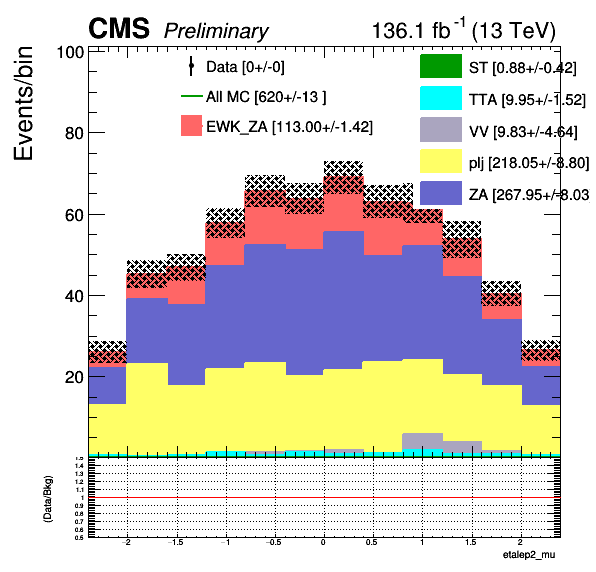 CMS Preliminary 136.1 fb⁻¹ (13 TeV)
Events/bin
100
80
60
40
20
Data [0+/-0]
All MC [620+/-13 ]
EWK_ZA [113.00+/-1.42]
ST [0.88+/-0.42]
TTA [9.95+/-1.52]
VV [9.83+/-4.64]
plj [218.05+/-8.80]
ZA [267.95+/-8.03
(Data/Bkg)
1.5
1.4
1.3
1.2
1.1
1
0.9
0.8
0.7
0.6
0.5
−2 −1.5 −1 −0.5 0 0.5 1 1.5 2
etalep2_mu